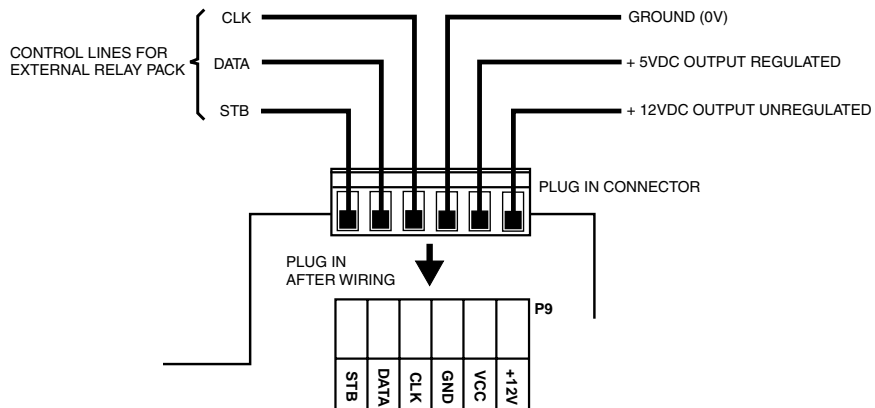 CLK
GROUND (0V)
CONTROL LINES FOR
EXTERNAL RELAY PACK
DATA
+ 5VDC OUTPUT REGULATED
STB
+ 12VDC OUTPUT UNREGULATED
PLUG IN CONNECTOR
PLUG IN
AFTER WIRING
P9
STB
DATA
CLK
GND
VCC
+12V